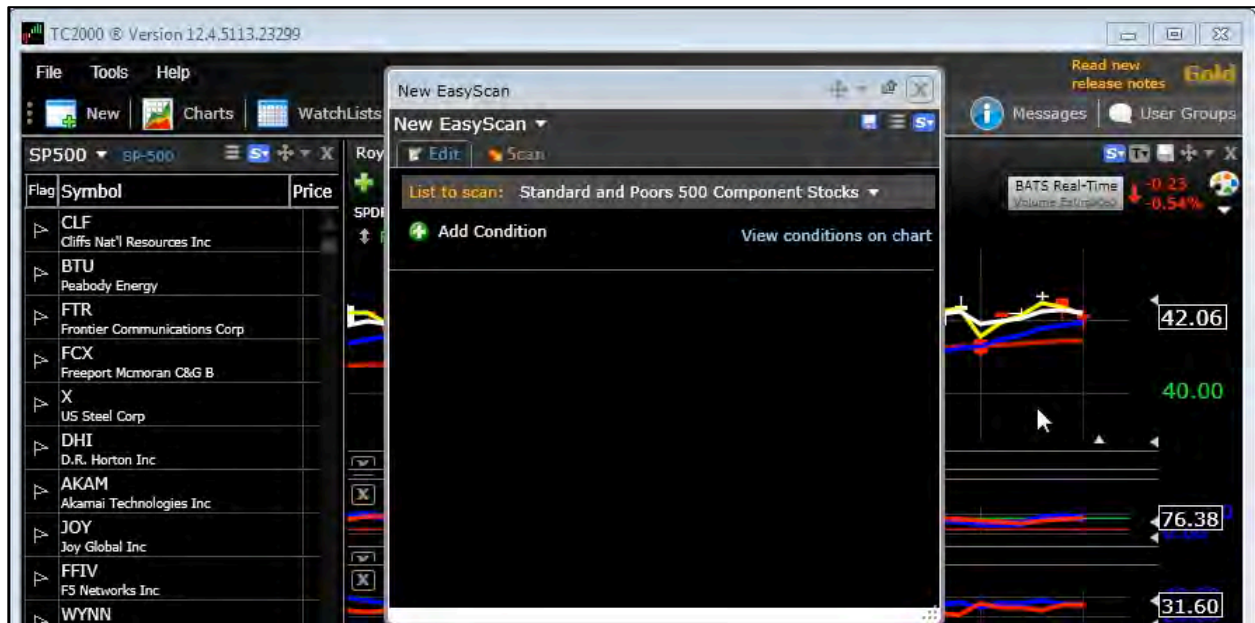 TC2000 ® Version 12.4.5113.23299
File Tools Help
Read new
release notes
Gold
New Charts WatchLists
Messages User Groups
New EasyScan
New EasyScan
Edit Scan
List to scan: Standard and Poors 500 Component Stocks
Add Condition
View conditions on chart
SP500 SP-500
Flag Symbol Price
CLF
Cliffs Nat'l Resources Inc
BTU
Peabody Energy
FTR
Frontier Communications Corp
FCX
Freeport Mcmoran C&G B
X
US Steel Corp
DHI
D.R. Horton Inc
AKAM
Akamai Technologies Inc
JOY
Joy Global Inc
FFIV
F5 Networks Inc
WYNN
Roy
SPD
BATS Real-Time
Volume Estimated
-0.23
-0.54%
42.06
40.00
76.38
31.60